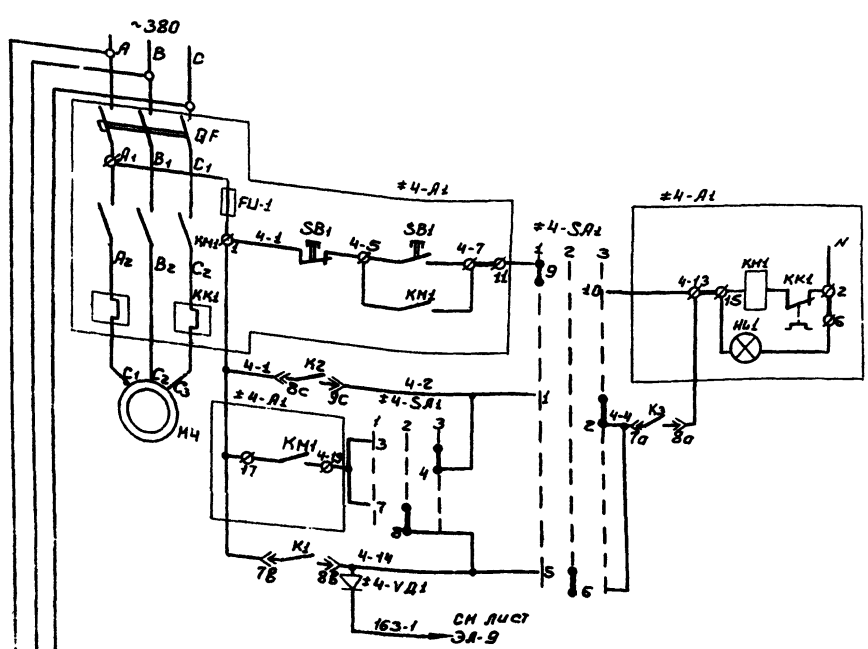 ~380
A
B
C
QF
A1
B1
C1
FU-1
±4-A1
±4-SA1
±4-A1
N
KM1
1
4-1
SB1
4-5
SB1
4-7
11
1
2
3
9
10
4-13
15
KM1
KK1
2
6
HL1
A2
B2
C2
KK1
KM1
4-1
K2
8c
9c
4-2
1
C1
C2
C3
M4
±4-A1
±4-SA1
1
2
3
3
4
7
8
KM1
17
4-19
2
4-4
K3
7a
8a
K1
7в
8в
4-14
5
6
±4-VД1
163-1
СМ ЛИСТ
ЭЛ-9